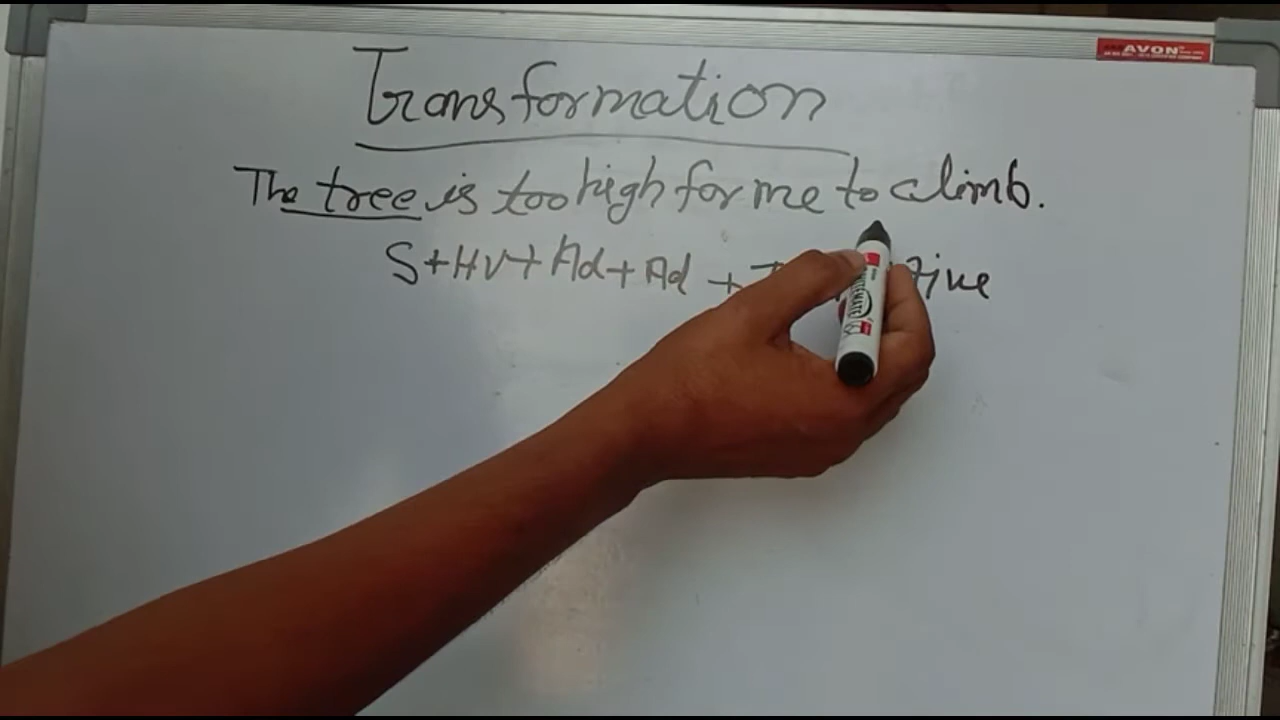 AVON
Transformation
The tree is too high for me to climb.
S+HV+Ad+Ad +